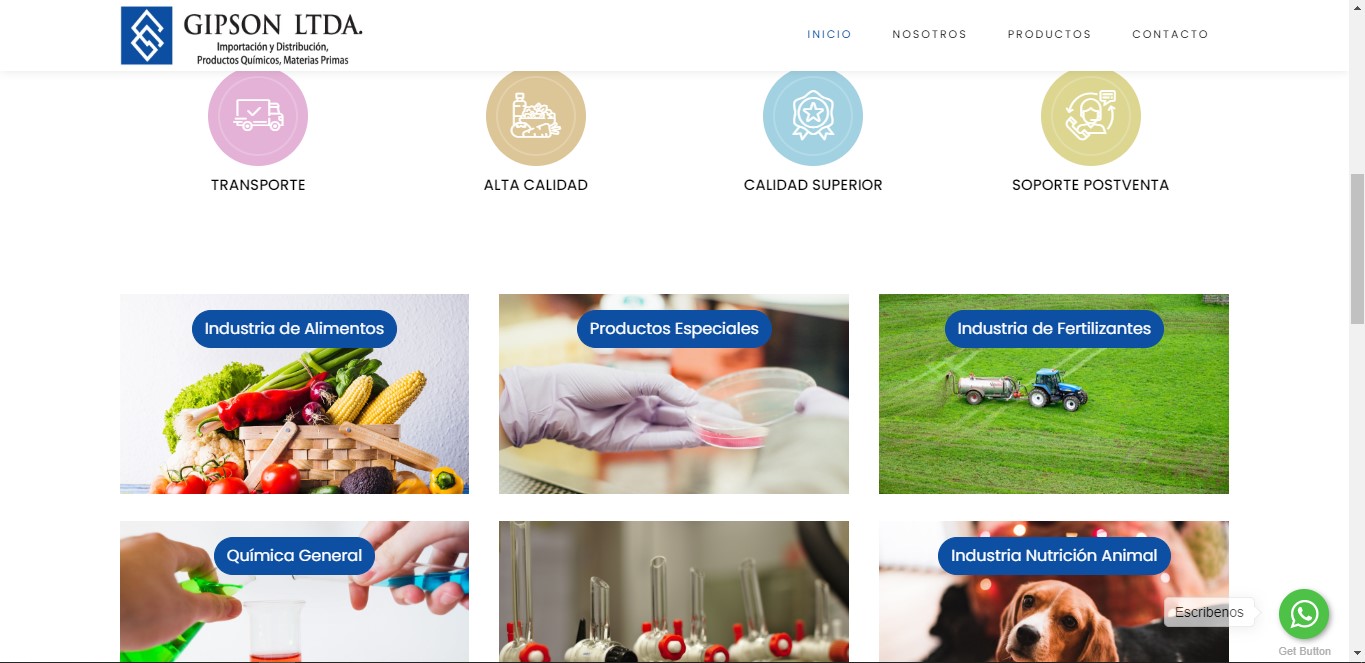 GIPSON LTDA.
Importación y Distribución,
Productos Químicos, Materias Primas
INICIO
NOSOTROS
PRODUCTOS
CONTACTO
TRANSPORTE
ALTA CALIDAD
CALIDAD SUPERIOR
SOPORTE POSTVENTA
Industria de Alimentos
Productos Especiales
Industria de Fertilizantes
Química General
Industria Nutrición Animal
Escribenos
Get Button